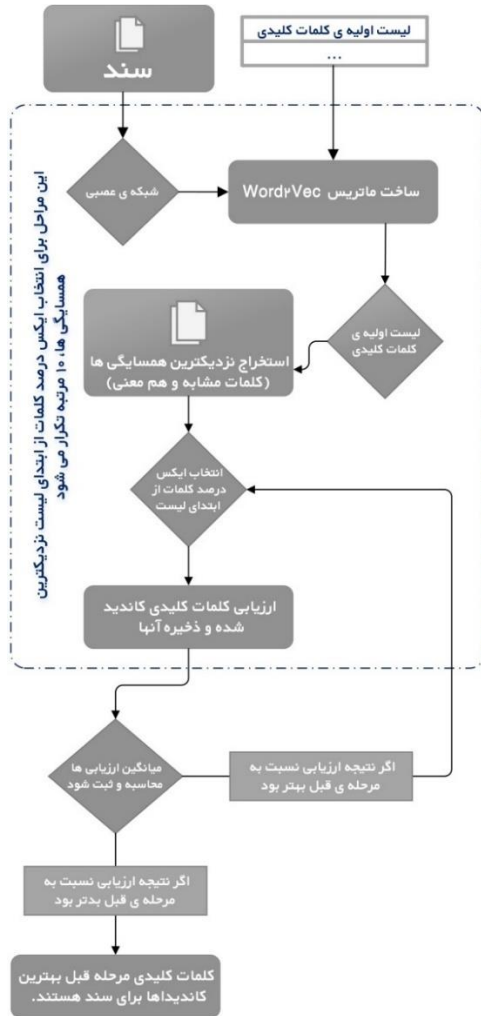 سند
لیست اولیه ی کلمات کلیدی
...
شبکه ی عصبی
ساخت ماتریس Word۲Vec
لیست اولیه ی
کلمات کلیدی
استخراج نزدیکترین همسایگی ها
(کلمات مشابه و هم معنی)
انتخاب ایکس
درصد کلمات از
ابتدای لیست
ارزیابی کلمات کلیدی کاندید
شده و ذخیره آنها
این مراحل برای انتخاب ایکس درصد کلمات از ابتدای لیست نزدیکترین
همسایگی ها، ۱۰ مرتبه تکرار می شود
میانگین ارزیابی ها
محاسبه و ثبت شود
اگر نتیجه ارزیابی نسبت به
مرحله ی قبل بهتر بود
اگر نتیجه ارزیابی نسبت به
مرحله ی قبل بدتر بود
کلمات کلیدی مرحله قبل بهترین
کاندیداها برای سند هستند.